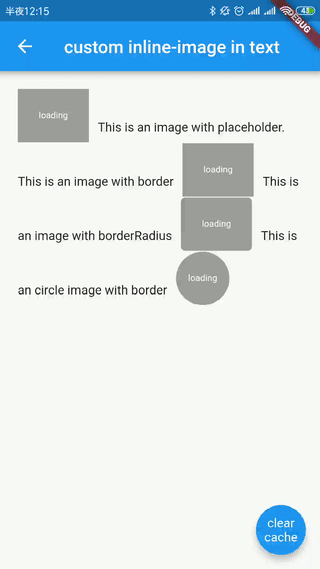 半夜12:15
43
DEBUG
custom inline-image in text
loading
This is an image with placeholder.
loading
This is an image with border This is
loading
an image with borderRadius This is
loading
an circle image with border
clear
cache